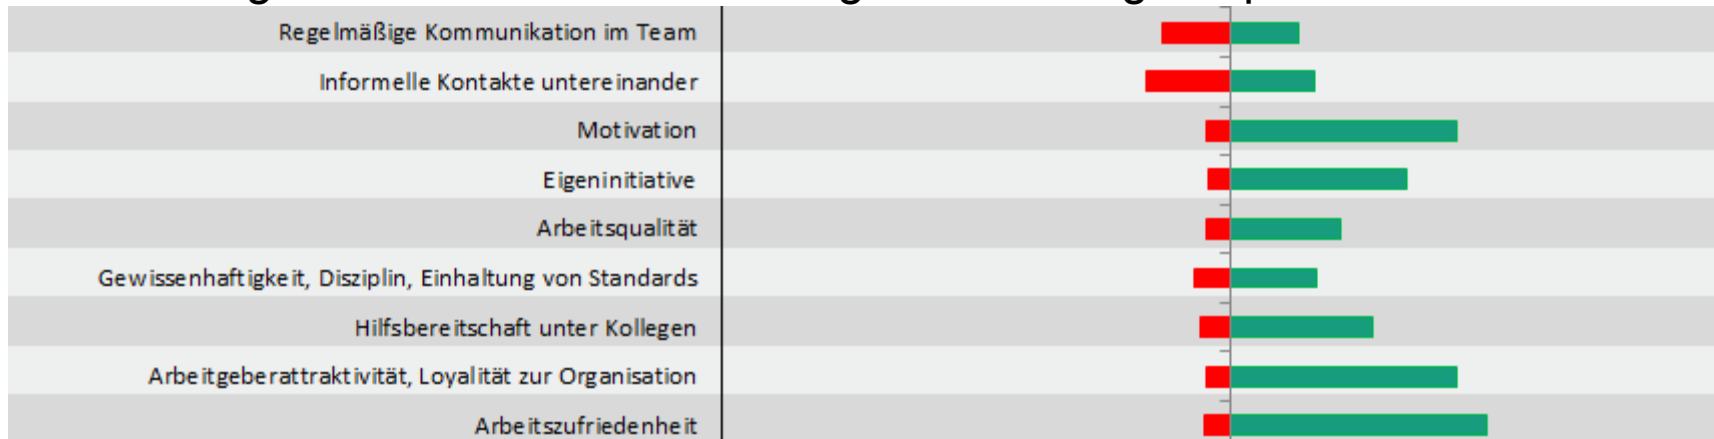 Regelmäßige Kommunikation im Team
Informelle Kontakte untereinander
Motivation
Eigeninitiative
Arbeitsqualität
Gewissenhaftigkeit, Disziplin, Einhaltung von Standards
Hilfsbereitschaft unter Kollegen
Arbeitgeberattraktivität, Loyalität zur Organisation
Arbeitszufriedenheit